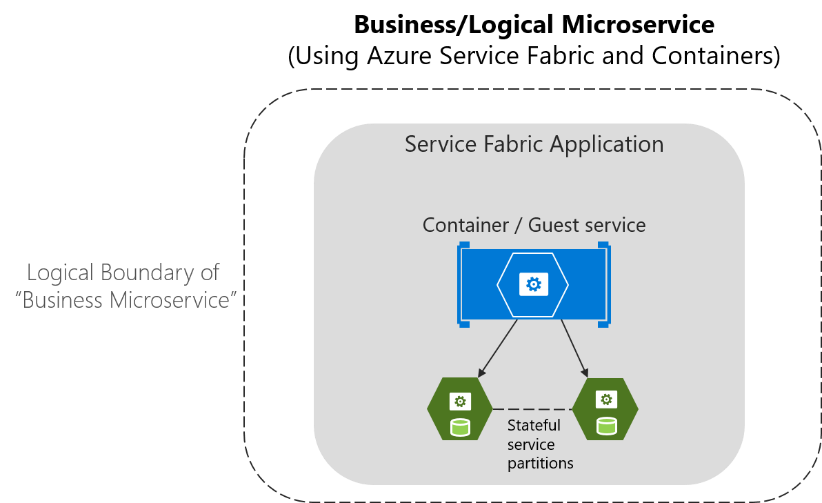 Business/Logical Microservice
(Using Azure Service Fabric and Containers)
Service Fabric Application
Container / Guest service
Logical Boundary of
“Business Microservice”
Stateful
service
partitions